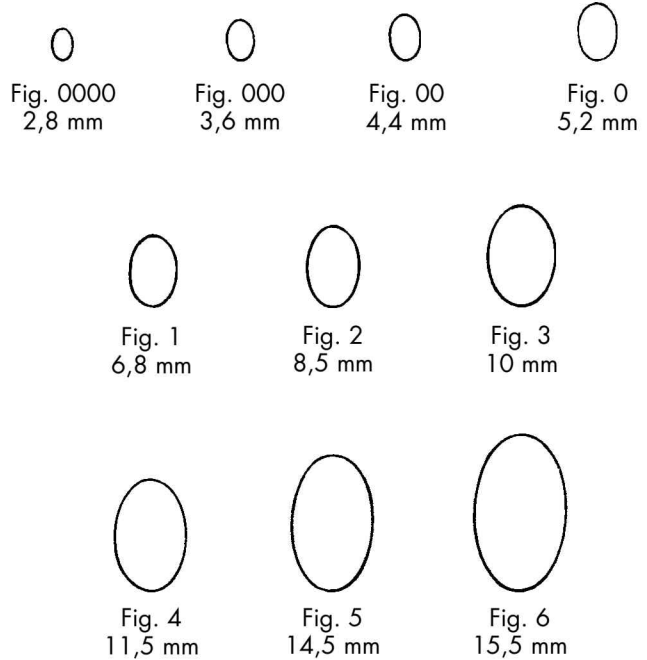 Fig. 0000
2,8 mm
Fig. 000
3,6 mm
Fig. 00
4,4 mm
Fig. 0
5,2 mm
Fig. 1
6,8 mm
Fig. 2
8,5 mm
Fig. 3
10 mm
Fig. 4
11,5 mm
Fig. 5
14,5 mm
Fig. 6
15,5 mm